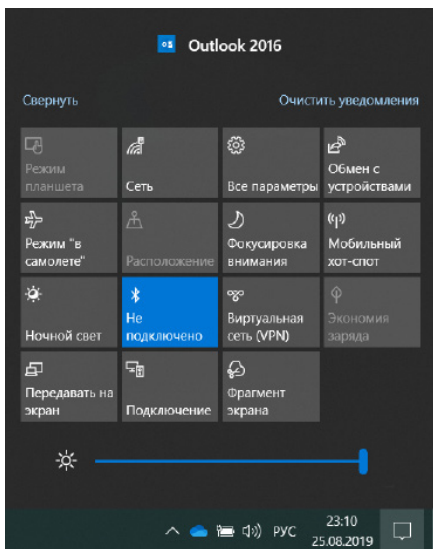 Outlook 2016
Свернуть Очистить уведомления
Режим планшета
Сеть
Все параметры
Обмен с устройствами
Режим "в самолете"
Расположение
Фокусировка внимания
Мобильный хот-спот
Ночной свет
Не подключено
Виртуальная сеть (VPN)
Экономия заряда
Передавать на экран
Подключение
Фрагмент экрана
РУС
23:10
25.08.2019